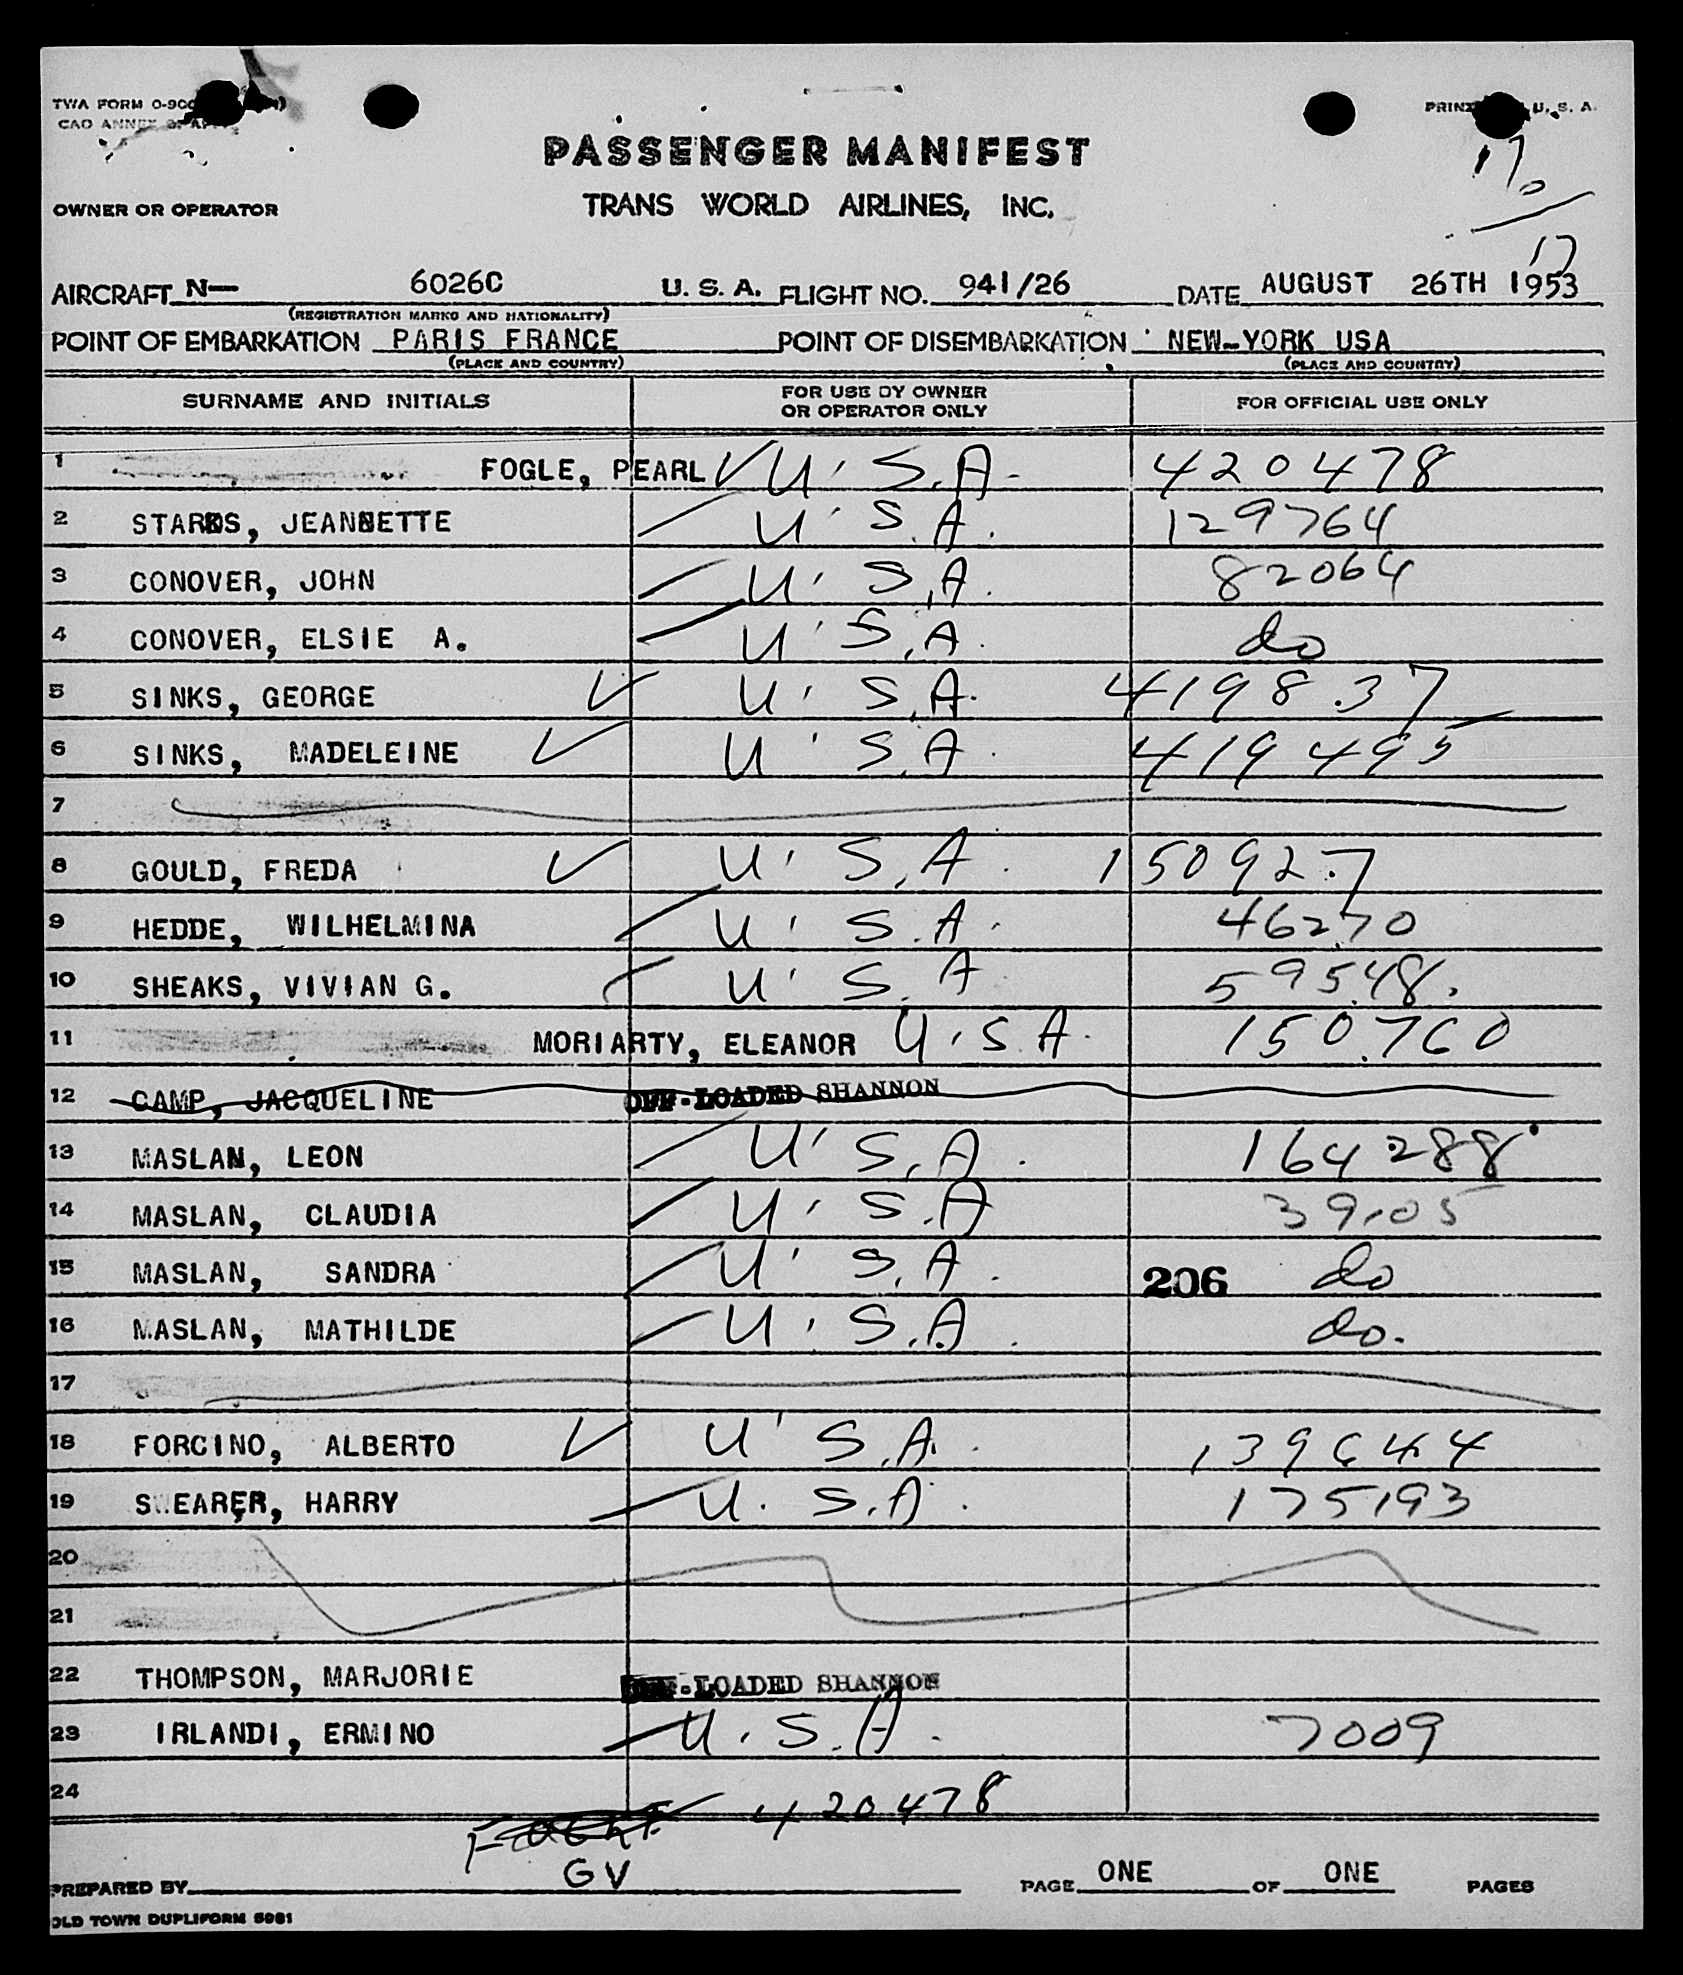 TWA FORM O-900
CAO ANNEX
PRINTED U. S. A.
PASSENGER MANIFEST
17
0
17
OWNER OR OPERATOR TRANS WORLD AIRLINES, INC.
AIRCRAFT N— 6026C U. S. A. FLIGHT NO. 941/26 DATE AUGUST 26TH 1953
(REGISTRATION MARKS AND NATIONALITY)
POINT OF EMBARKATION PARIS FRANCE POINT OF DISEMBARKATION NEW-YORK USA
(PLACE AND COUNTRY) (PLACE AND COUNTRY)
SURNAME AND INITIALS FOR USE BY OWNER OR OPERATOR ONLY FOR OFFICIAL USE ONLY
1 FOGLE, PEARL ✓ U.S.A. 420478
2 STARKS, JEANNETTE U.S.A. 129764
3 CONOVER, JOHN U.S.A. 82064
4 CONOVER, ELSIE A. U.S.A. do
5 SINKS, GEORGE ✓ U.S.A. 419837
6 SINKS, MADELEINE ✓ U.S.A. 419495
7
8 GOULD, FREDA ✓ U.S.A. 150927
9 HEDDE, WILHELMINA U.S.A. 46270
10 SHEAKS, VIVIAN G. U.S.A 59548.
11 MORIARTY, ELEANOR U.S.A. 150760
12 CAMP, JACQUELINE OFF-LOADED SHANNON
13 MASLAN, LEON U.S.A. 164288
14 MASLAN, CLAUDIA U.S.A 39105
15 MASLAN, SANDRA U.S.A. 206 do
16 MASLAN, MATHILDE U.S.A. do.
17
18 FORCINO, ALBERTO ✓ U.S.A. 139644
19 SWEARER, HARRY U.S.A. 175193
20
21
22 THOMPSON, MARJORIE OFF-LOADED SHANNON
23 IRLANDI, ERMINO U.S.A. 7009
24
420478
PREPARED BY GV PAGE ONE OF ONE PAGES
OLD TOWN DUPLIFORM 5981